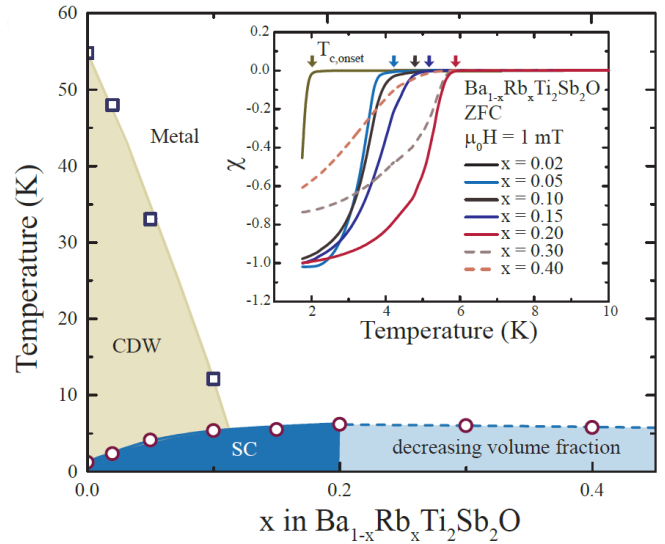 60
50
40
30
20
10
0
Temperature (K)
0.0
0.2
0.4
x in Ba1-xRbxTi2Sb2O
Metal
CDW
SC
decreasing volume fraction
Tc,onset
0.0
-0.2
-0.4
-0.6
-0.8
-1.0
-1.2
χ
2
4
6
8
10
Temperature (K)
Ba1-xRbxTi2Sb2O
ZFC
μ0H = 1 mT
x = 0.02
x = 0.05
x = 0.10
x = 0.15
x = 0.20
x = 0.30
x = 0.40